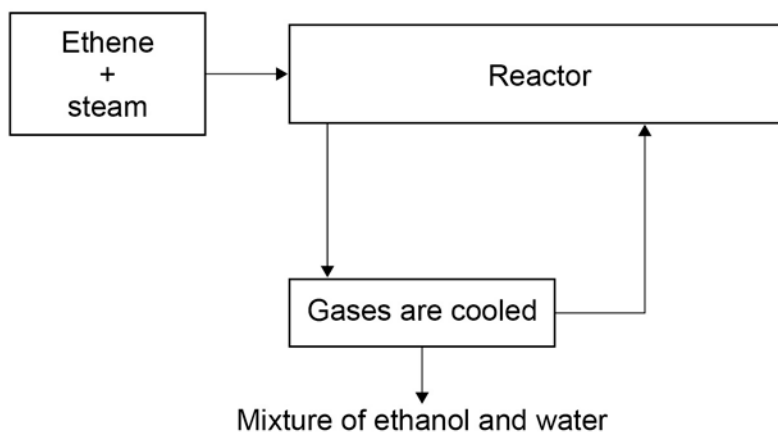 Ethene
+
steam
Reactor
Gases are cooled
Mixture of ethanol and water